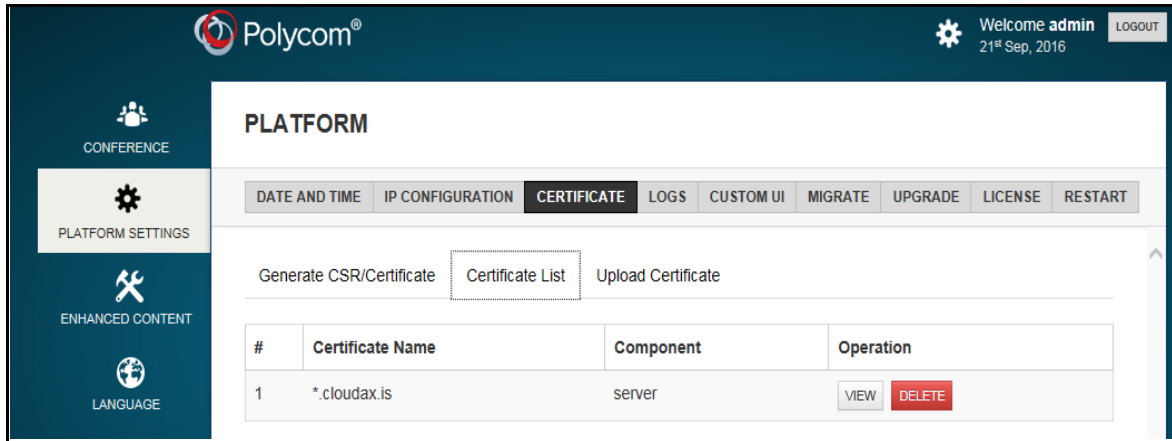 Polycom®
Welcome admin
LOGOUT
21st Sep, 2016
CONFERENCE
PLATFORM SETTINGS
ENHANCED CONTENT
LANGUAGE
PLATFORM
DATE AND TIME IP CONFIGURATION CERTIFICATE LOGS CUSTOM UI MIGRATE UPGRADE LICENSE RESTART
Generate CSR/Certificate Certificate List Upload Certificate
# Certificate Name Component Operation
1 *.cloudax.is server VIEW DELETE